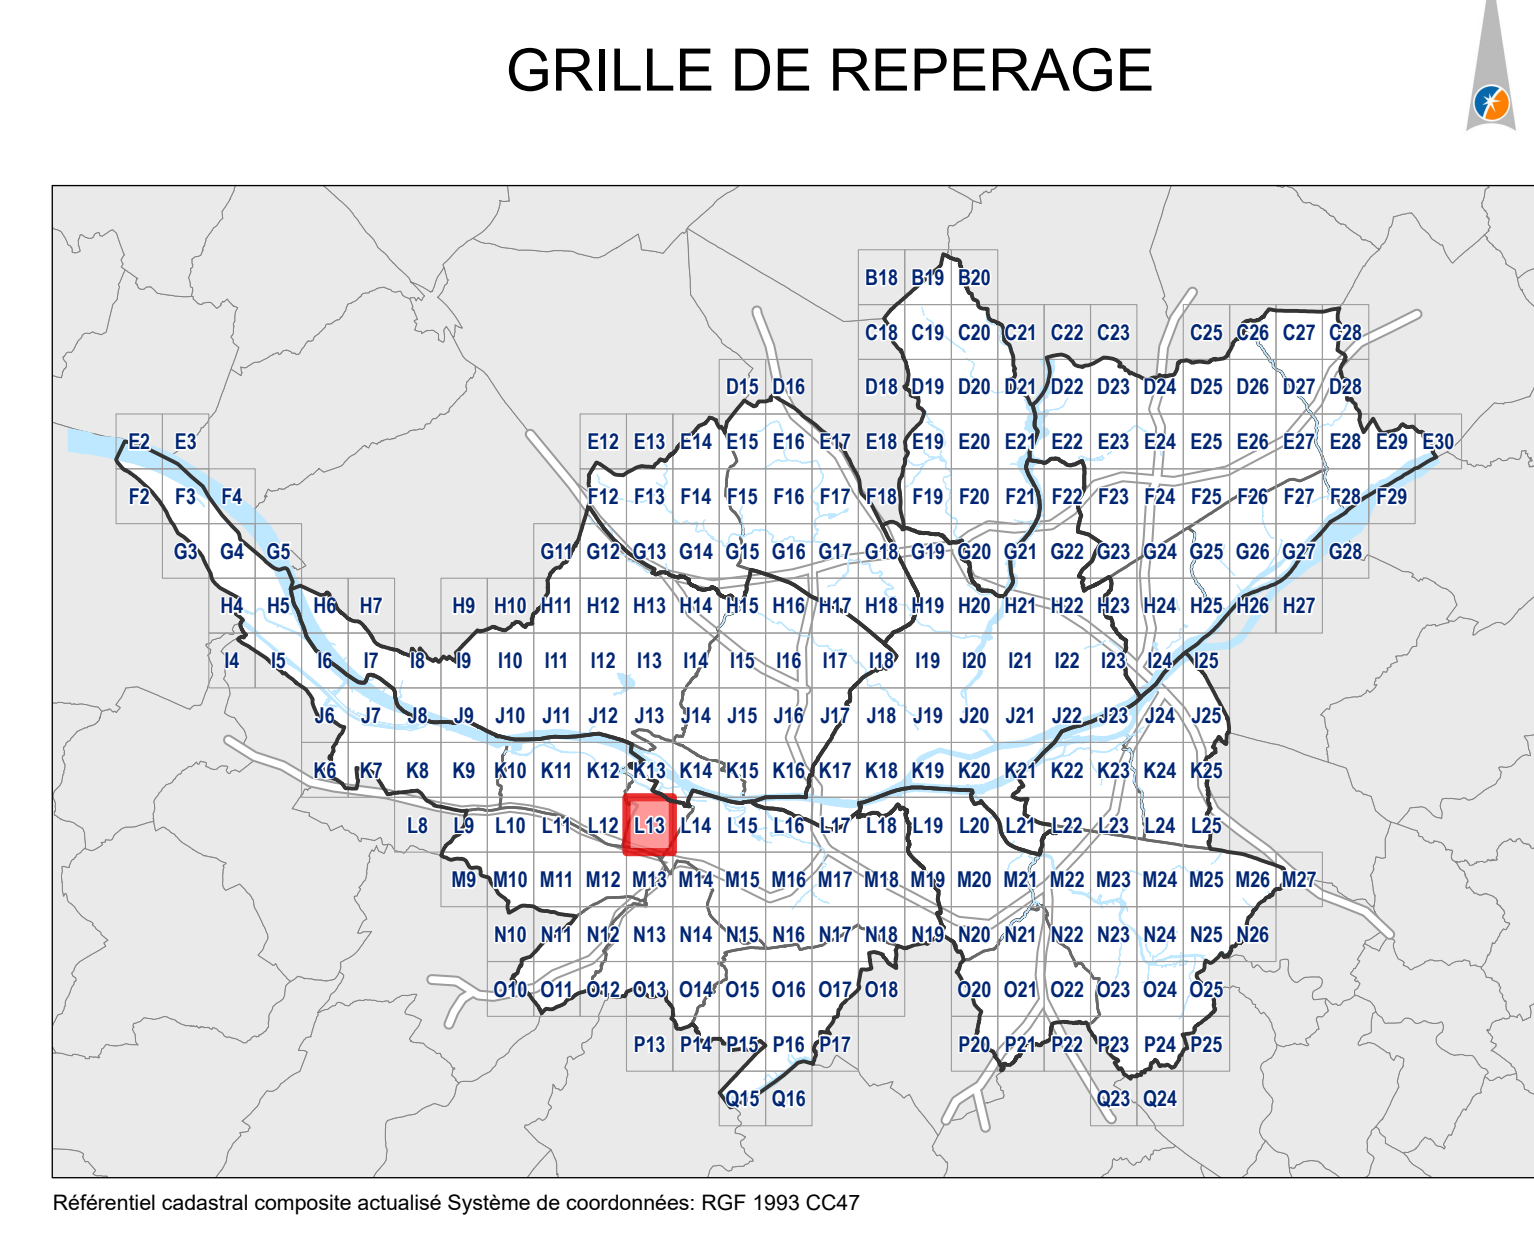 GRILLE DE REPERAGE
B18 B19 B20
C18 C19 C20 C21 C22 C23 C25 C26 C27 C28
D15 D16 D18 D19 D20 D21 D22 D23 D24 D25 D26 D27 D28
E2 E3 E12 E13 E14 E15 E16 E17 E18 E19 E20 E21 E22 E23 E24 E25 E26 E27 E28 E29 E30
F2 F3 F4 F12 F13 F14 F15 F16 F17 F18 F19 F20 F21 F22 F23 F24 F25 F26 F27 F28 F29
G3 G4 G5 G11 G12 G13 G14 G15 G16 G17 G18 G19 G20 G21 G22 G23 G24 G25 G26 G27 G28
H4 H5 H6 H7 H9 H10 H11 H12 H13 H14 H15 H16 H17 H18 H19 H20 H21 H22 H23 H24 H25 H26 H27
I4 I5 I6 I7 I8 I9 I10 I11 I12 I13 I14 I15 I16 I17 I18 I19 I20 I21 I22 I23 I24 I25
J6 J7 J8 J9 J10 J11 J12 J13 J14 J15 J16 J17 J18 J19 J20 J21 J22 J23 J24 J25
K6 K7 K8 K9 K10 K11 K12 K13 K14 K15 K16 K17 K18 K19 K20 K21 K22 K23 K24 K25
L8 L9 L10 L11 L12 L13 L14 L15 L16 L17 L18 L19 L20 L21 L22 L23 L24 L25
M9 M10 M11 M12 M13 M14 M15 M16 M17 M18 M19 M20 M21 M22 M23 M24 M25 M26 M27
N10 N11 N12 N13 N14 N15 N16 N17 N18 N19 N20 N21 N22 N23 N24 N25 N26
O10 O11 O12 O13 O14 O15 O16 O17 O18 O20 O21 O22 O23 O24 O25
P13 P14 P15 P16 P17 P20 P21 P22 P23 P24 P25
Q15 Q16 Q23 Q24
Référentiel cadastral composite actualisé Système de coordonnées: RGF 1993 CC47